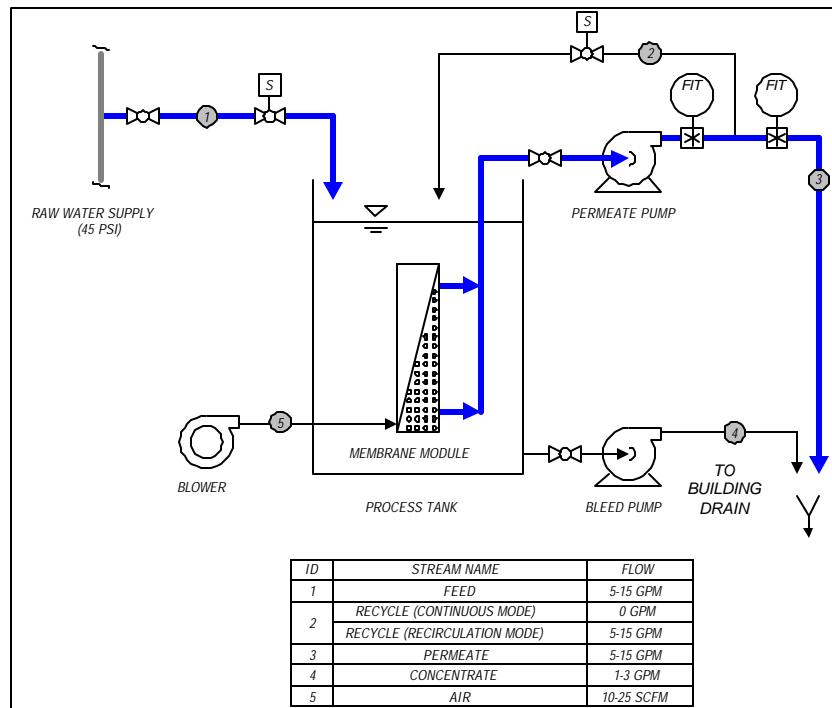 S
2
S
FIT
FIT
1
3
RAW WATER SUPPLY
(45 PSI)
PERMEATE PUMP
5
4
MEMBRANE MODULE
BLOWER
PROCESS TANK
BLEED PUMP
TO
BUILDING
DRAIN
ID STREAM NAME FLOW
1 FEED 5-15 GPM
2 RECYCLE (CONTINUOUS MODE) 0 GPM
RECYCLE (RECIRCULATION MODE) 5-15 GPM
3 PERMEATE 5-15 GPM
4 CONCENTRATE 1-3 GPM
5 AIR 10-25 SCFM